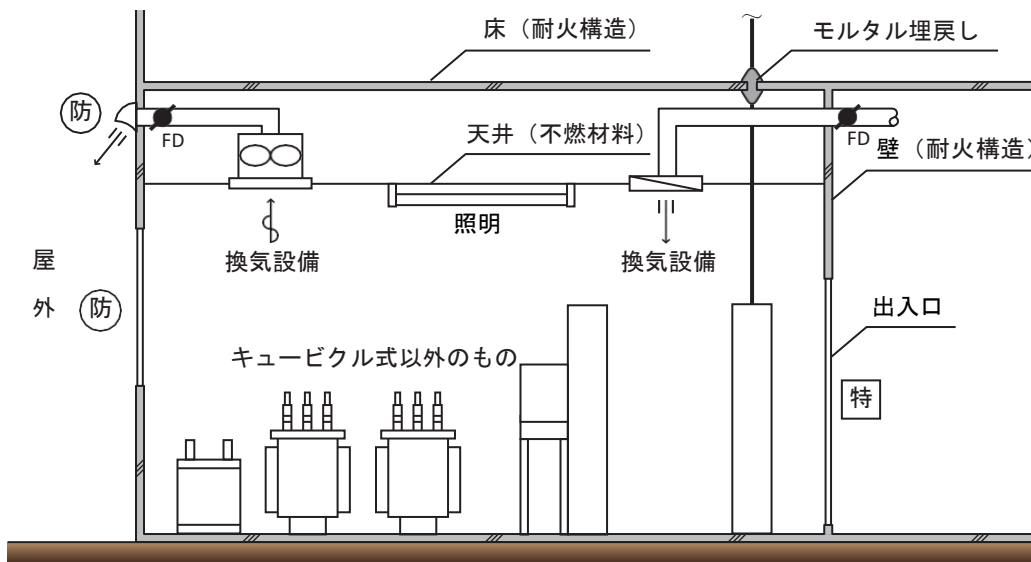 床（耐火構造）
モルタル埋戻し
防
FD
天井（不燃材料）
FD
壁（耐火構造）
照明
換気設備
換気設備
屋
外
防
出入口
キュービクル式以外のもの
特